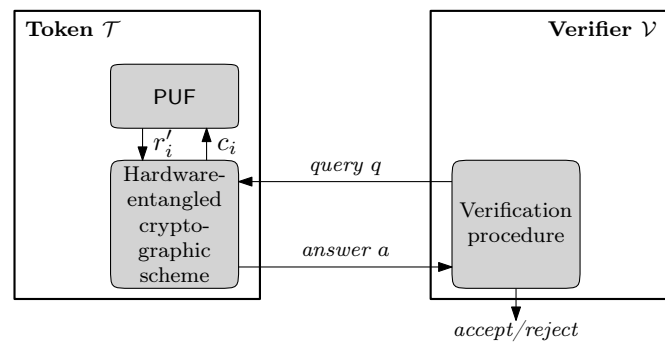 Token 𝒯
Verifier 𝒱
PUF
r′ᵢ cᵢ
Hardware-
entangled
crypto-
graphic
scheme
query q
answer a
Verification
procedure
accept/reject